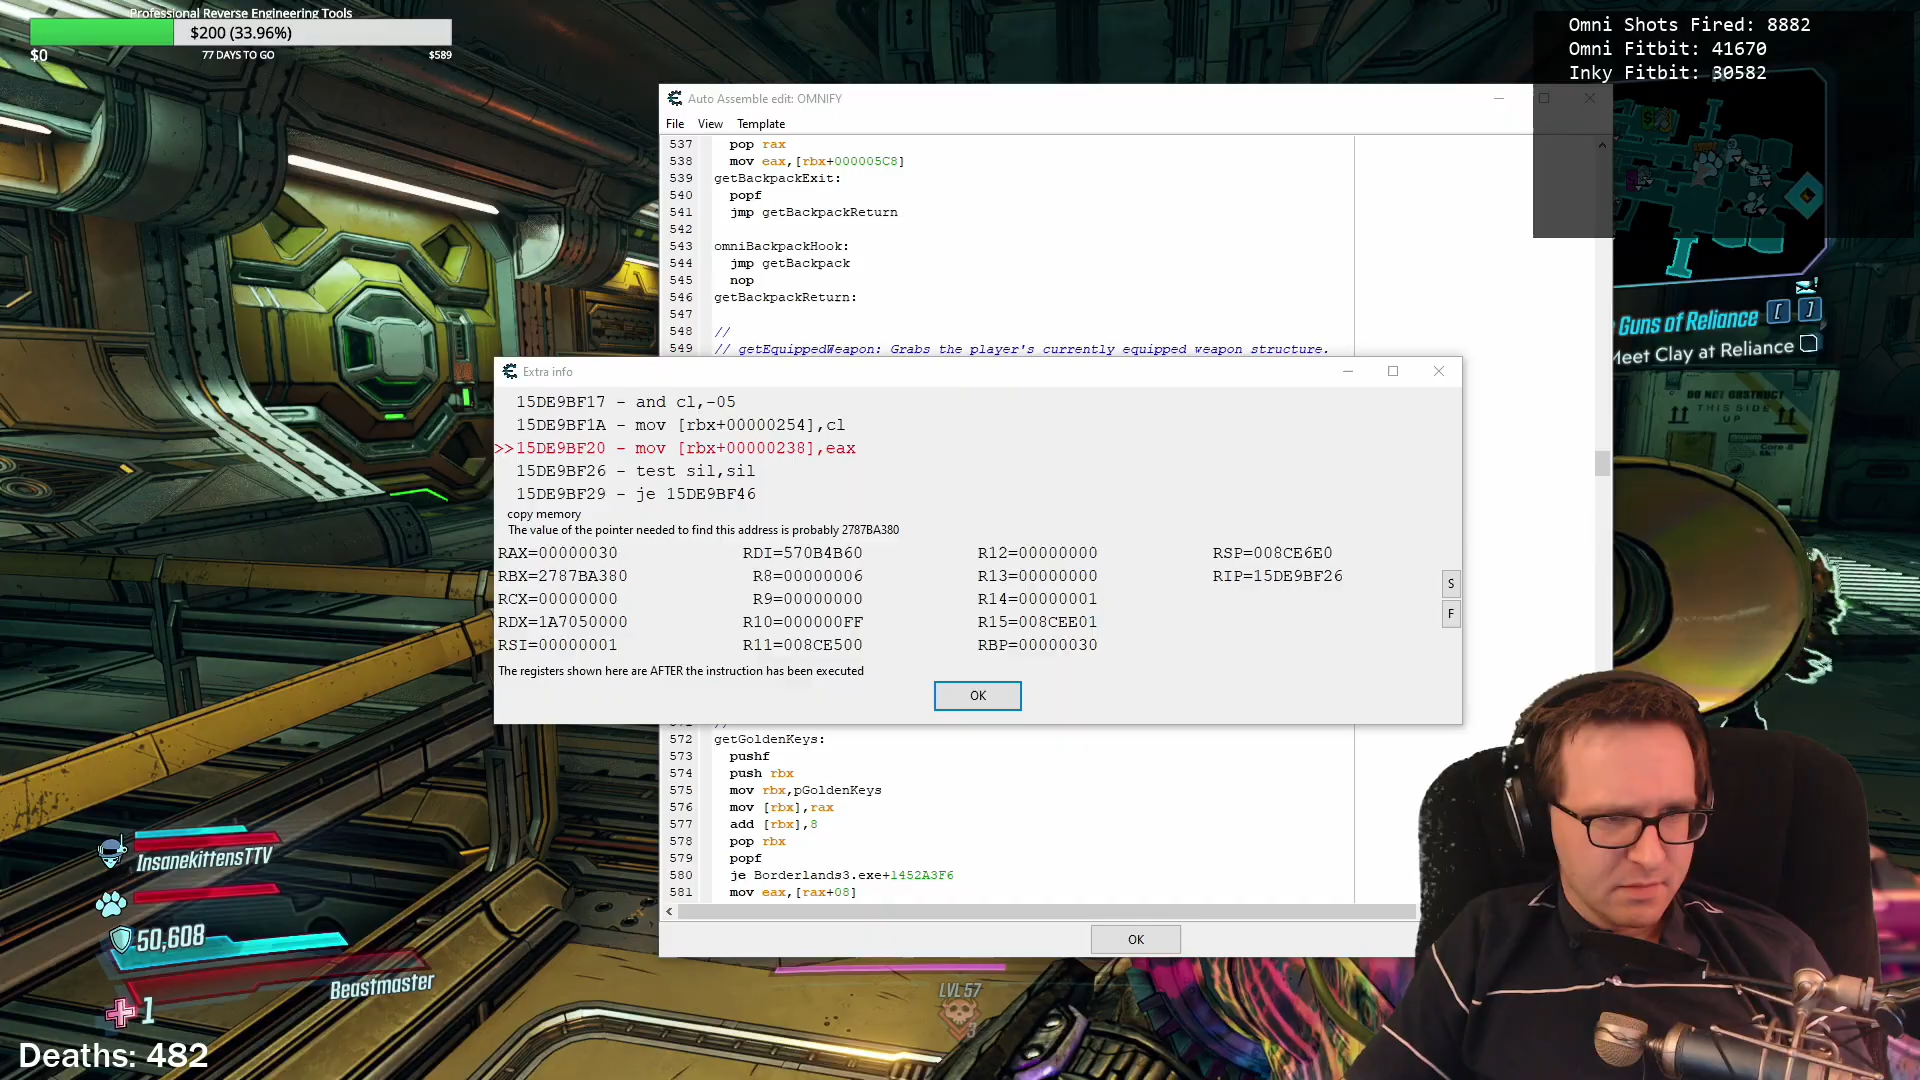 Professional Reverse Engineering Tools
$200 (33.96%)
$0
77 DAYS TO GO
$589
Omni Shots Fired: 8882
Omni Fitbit: 41670
Inky Fitbit: 30582
Auto Assemble edit: OMNIFY
File View Template
537 pop rax
538 mov eax,[rbx+000005C8]
539 getBackpackExit:
540 popf
541 jmp getBackpackReturn
542
543 omniBackpackHook:
544 jmp getBackpack
545 nop
546 getBackpackReturn:
547
548 //
549 // getEquippedWeapon: Grabs the player's currently equipped weapon structure.
Guns of Reliance [ ]
Meet Clay at Reliance
Extra info
15DE9BF17 - and cl,-05
15DE9BF1A - mov [rbx+00000254],cl
>>15DE9BF20 - mov [rbx+00000238],eax
15DE9BF26 - test sil,sil
15DE9BF29 - je 15DE9BF46
copy memory
The value of the pointer needed to find this address is probably 2787BA380
RAX=00000030 RDI=570B4B60 R12=00000000 RSP=008CE6E0
RBX=2787BA380 R8=00000006 R13=00000000 RIP=15DE9BF26
RCX=00000000 R9=00000000 R14=00000001
RDX=1A7050000 R10=000000FF R15=008CEE01
RSI=00000001 R11=008CE500 RBP=00000030
S
F
The registers shown here are AFTER the instruction has been executed
OK
572 getGoldenKeys:
573 pushf
574 push rbx
575 mov rbx,pGoldenKeys
576 mov [rbx],rax
577 add [rbx],8
578 pop rbx
579 popf
580 je Borderlands3.exe+1452A3F6
581 mov eax,[rax+08]
OK
DO NOT OBSTRUCT
THIS SIDE
UP
InsanekittensTTV
50,608
Beastmaster
1
LVL 57
3
Deaths: 482